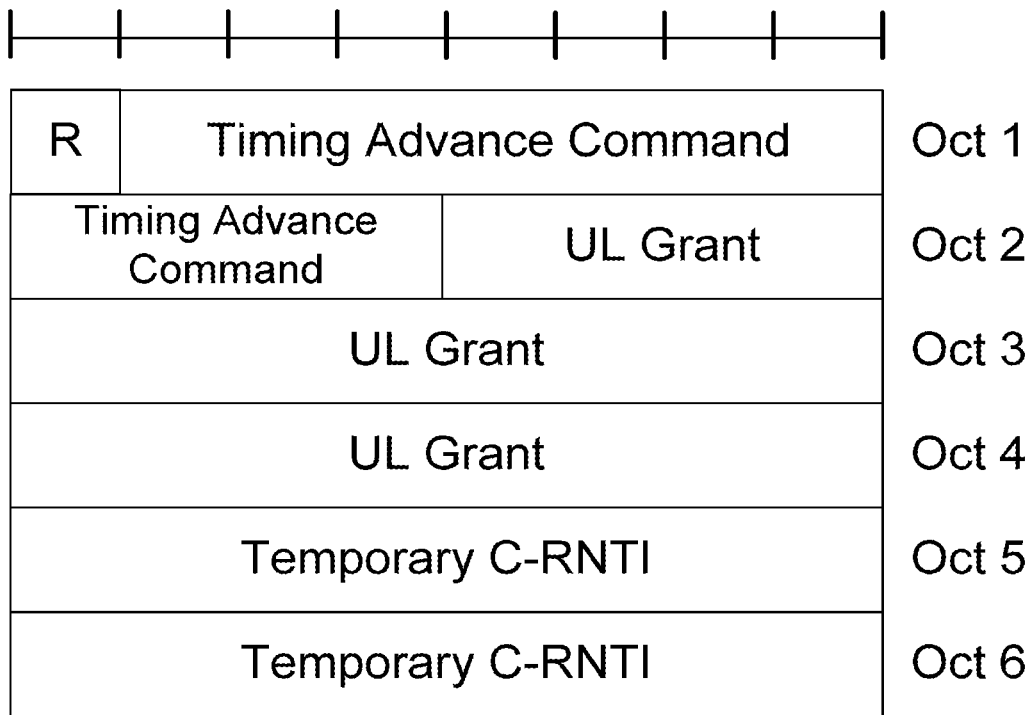 R Timing Advance Command Oct 1
Timing Advance
Command UL Grant Oct 2
UL Grant Oct 3
UL Grant Oct 4
Temporary C-RNTI Oct 5
Temporary C-RNTI Oct 6